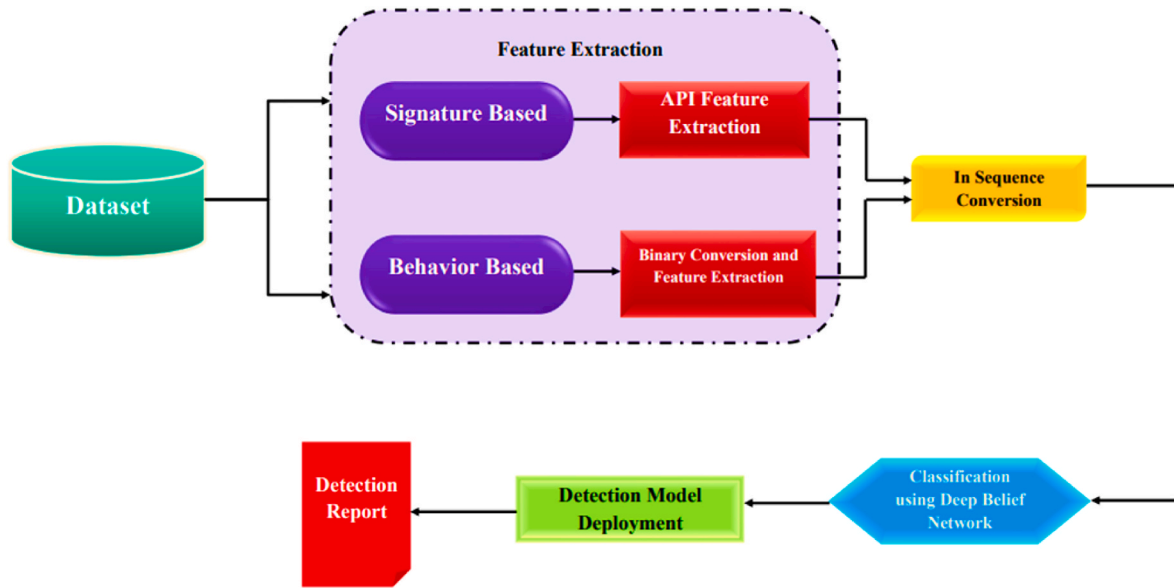 Feature Extraction
Signature Based
API Feature
Extraction
Dataset
In Sequence
Conversion
Behavior Based
Binary Conversion and
Feature Extraction
Detection
Report
Detection Model
Deployment
Classification
using Deep Belief
Network